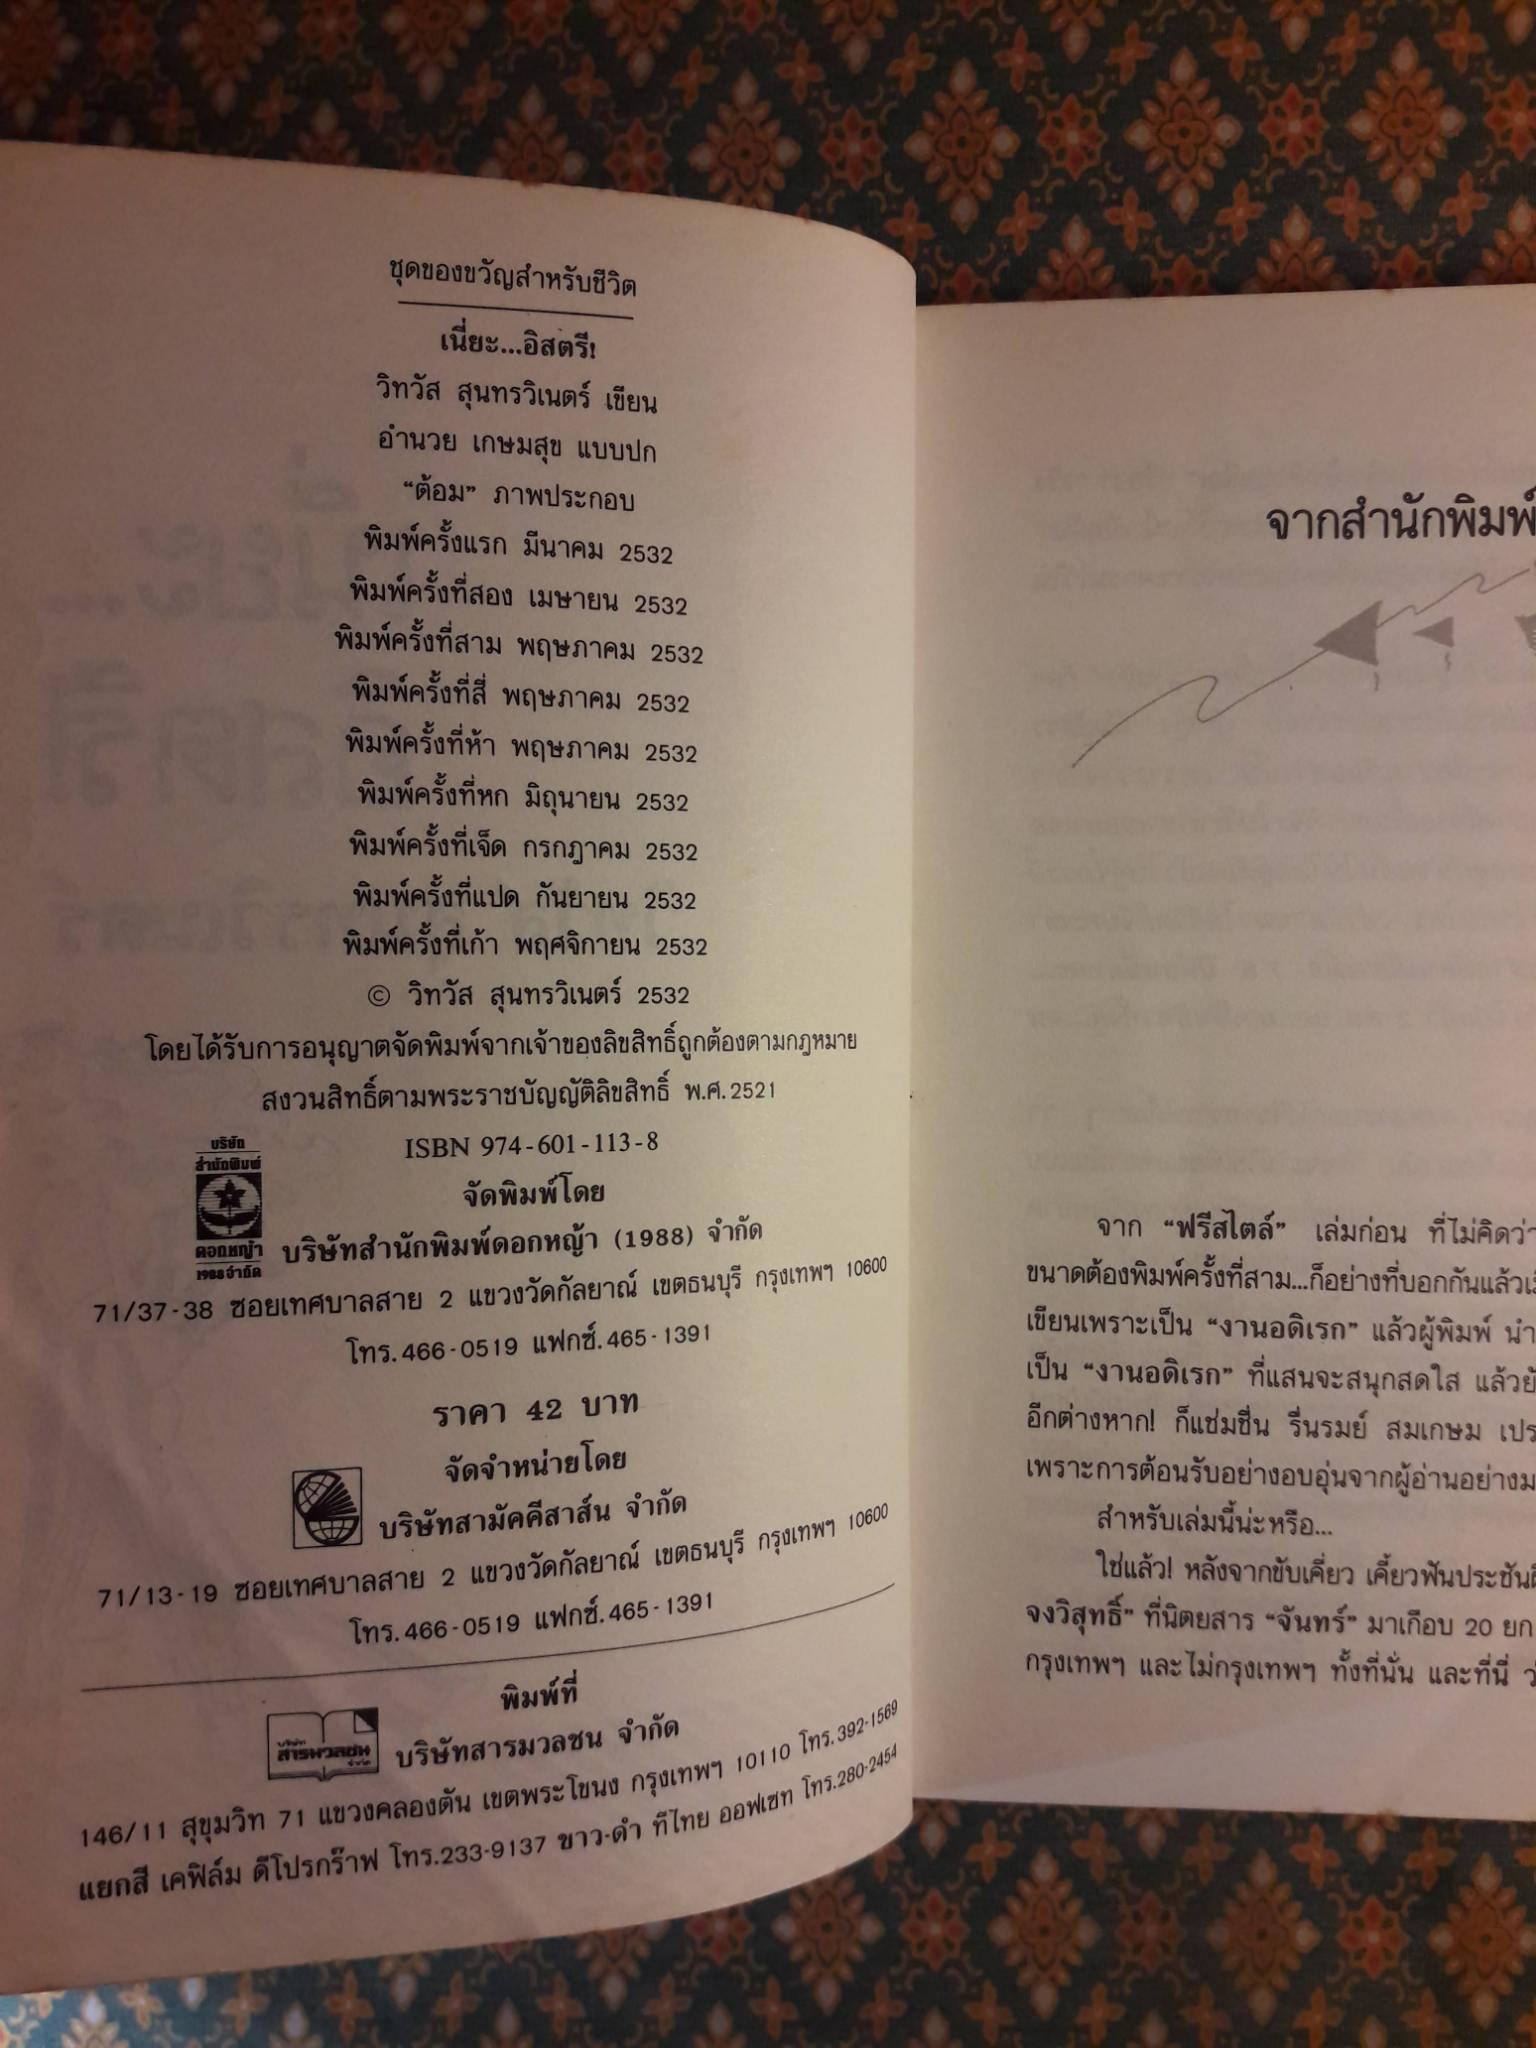 ชุดของขวัญสำหรับชีวิต
เนี่ยะ...อิสตรี!
วิทวัส สุนทรวิเนตร์ เขียน
อำนวย เกษมสุข แบบปก
“ต้อม” ภาพประกอบ
พิมพ์ครั้งแรก มีนาคม 2532
พิมพ์ครั้งที่สอง เมษายน 2532
พิมพ์ครั้งที่สาม พฤษภาคม 2532
พิมพ์ครั้งที่สี่ พฤษภาคม 2532
พิมพ์ครั้งที่ห้า พฤษภาคม 2532
พิมพ์ครั้งที่หก มิถุนายน 2532
พิมพ์ครั้งที่เจ็ด กรกฎาคม 2532
พิมพ์ครั้งที่แปด กันยายน 2532
พิมพ์ครั้งที่เก้า พฤศจิกายน 2532
© วิทวัส สุนทรวิเนตร์ 2532
โดยได้รับการอนุญาตจัดพิมพ์จากเจ้าของลิขสิทธิ์ถูกต้องตามกฎหมาย
สงวนสิทธิ์ตามพระราชบัญญัติลิขสิทธิ์ พ.ศ.2521
ISBN 974-601-113-8
บริษัท
สำนักพิมพ์
ดอกหญ้า
1988 จำกัด
จัดพิมพ์โดย
บริษัทสำนักพิมพ์ดอกหญ้า (1988) จำกัด
71/37-38 ซอยเทศบาลสาย 2 แขวงวัดกัลยาณ์ เขตธนบุรี กรุงเทพฯ 10600
โทร.466-0519 แฟกซ์.465-1391
ราคา 42 บาท
จัดจำหน่ายโดย
บริษัทสามัคคีสาส์น จำกัด
71/13-19 ซอยเทศบาลสาย 2 แขวงวัดกัลยาณ์ เขตธนบุรี กรุงเทพฯ 10600
โทร.466-0519 แฟกซ์.465-1391
พิมพ์ที่
บริษัท
สารมวลชน
จำกัด
บริษัทสารมวลชน จำกัด
146/11 สุขุมวิท 71 แขวงคลองตัน เขตพระโขนง กรุงเทพฯ 10110 โทร.392-1569
แยกสี เคฟิล์ม ดีโปรกร๊าฟ โทร.233-9137 ขาว-ดำ ทีไทย ออฟเซท โทร.280-2454
จากสำนักพิมพ์
จาก “ฟรีสไตล์” เล่มก่อน ที่ไม่คิดว่า
ขนาดต้องพิมพ์ครั้งที่สาม...ก็อย่างที่บอกกันแล้ว
เขียนเพราะเป็น “งานอดิเรก” แล้วผู้พิมพ์ นำ
เป็น “งานอดิเรก” ที่แสนจะสนุกสดใส แล้ว
อีกต่างหาก! ก็แช่มชื่น รื่นรมย์ สมเกษม
เพราะการต้อนรับอย่างอบอุ่นจากผู้อ่านอย่าง
สำหรับเล่มนี้น่ะหรือ...
ใช่แล้ว! หลังจากขับเคี่ยว เคี้ยวฟันประชัน
จงวิสุทธิ์” ที่นิตยสาร “จันทร์” มาเกือบ 20 ยก
กรุงเทพฯ และไม่กรุงเทพฯ ทั้งที่นั่น และที่นี่